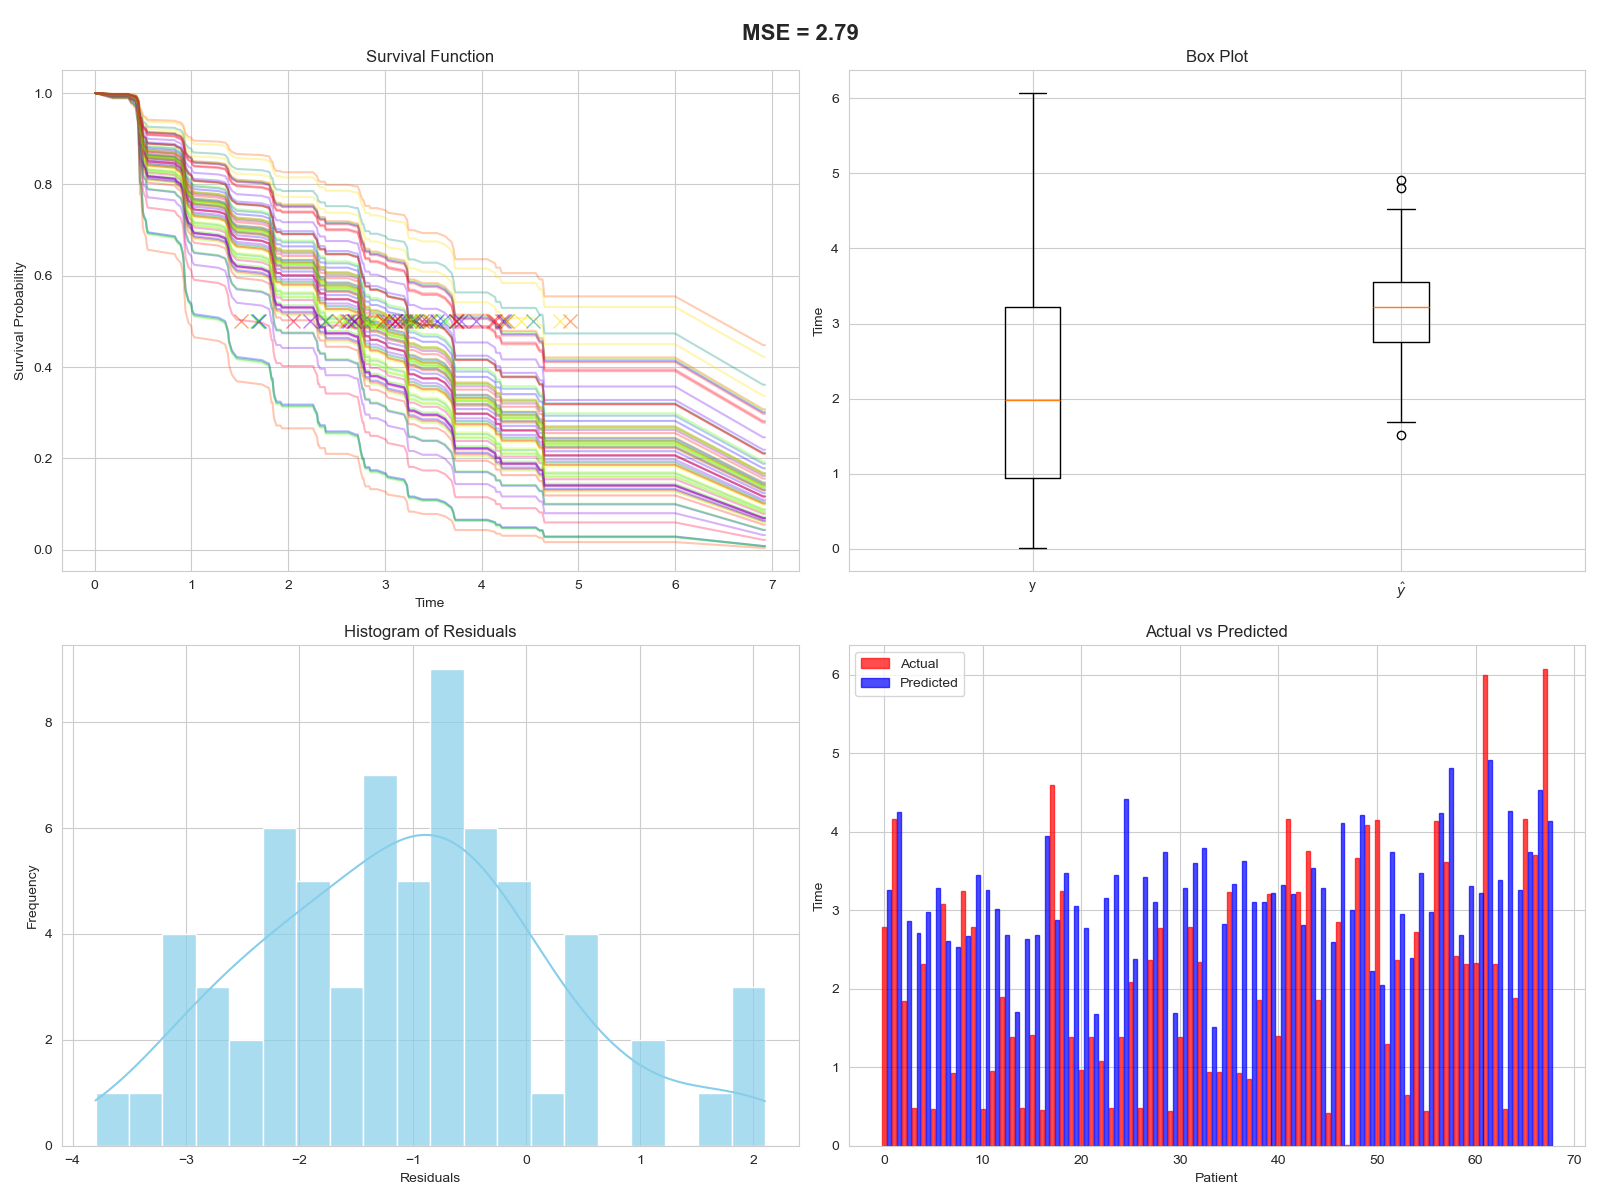 MSE = 2.79
Survival Function
Survival Probability
1.0
0.8
0.6
0.4
0.2
0.0
0 1 2 3 4 5 6 7
Time
Box Plot
Time
6
5
4
3
2
1
0
y ŷ
Histogram of Residuals
Frequency
8
6
4
2
0
−4 −3 −2 −1 0 1 2
Residuals
Actual vs Predicted
Actual
Predicted
Time
6
5
4
3
2
1
0
0 10 20 30 40 50 60 70
Patient